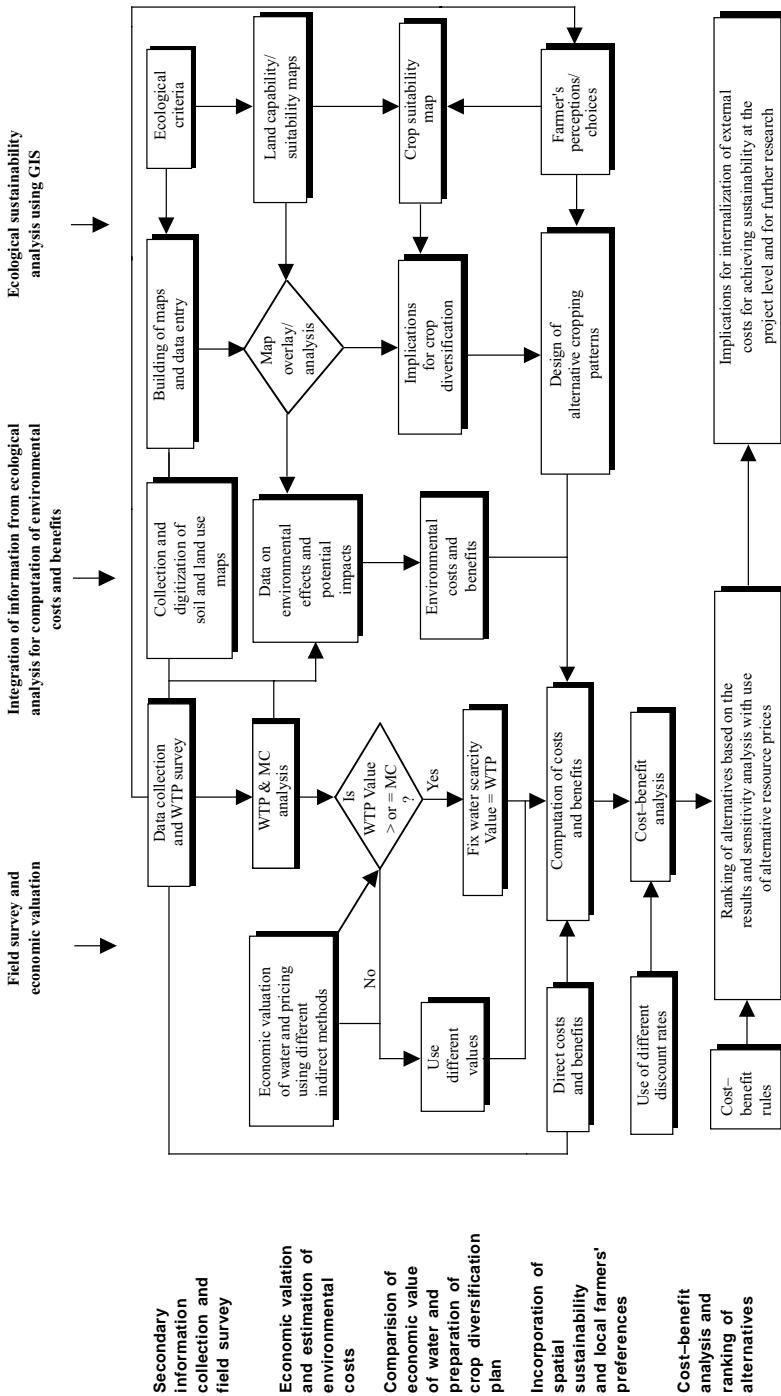 Field survey and
economic valuation
Integration of information from ecological
analysis for computation of environmental
costs and benefits
Ecological sustainability
analysis using GIS
Secondary
information
collection and
field survey
Data collection
and WTP survey
Collection and
digitization of
soil and land use
maps
Building of maps
and data entry
Ecological
criteria
Economic valation
and estimation of
environmental
costs
Economic valuation
of water and pricing
using different
indirect methods
WTP & MC
analysis
Data on
environmental
effects and
potential
impacts
Map
overlay/
analysis
Land capability/
suitability maps
Comparision of
economic value
of water and
preparation of
crop diversification
plan
No
Is
WTP Value
> or = MC
?
Yes
Use
different
values
Fix water scarcity
Value = WTP
Environmental
costs and
benefits
Implications
for crop
diversification
Crop suitability
map
Incorporation of
spatial
sustainability
and local farmers'
preferences
Direct costs
and benefits
Computation of costs
and benefits
Design of
alternative cropping
patterns
Farmer's
perceptions/
choices
Use of different
discount rates
Cost–benefit
analysis
Cost–benefit
analysis and
ranking of
alternatives
Cost–
benefit
rules
Ranking of alternatives based on the
results and sensitivity analysis with use
of alternative resource prices
Implications for internalization of external
costs for achieving sustainability at the
project level and for further research